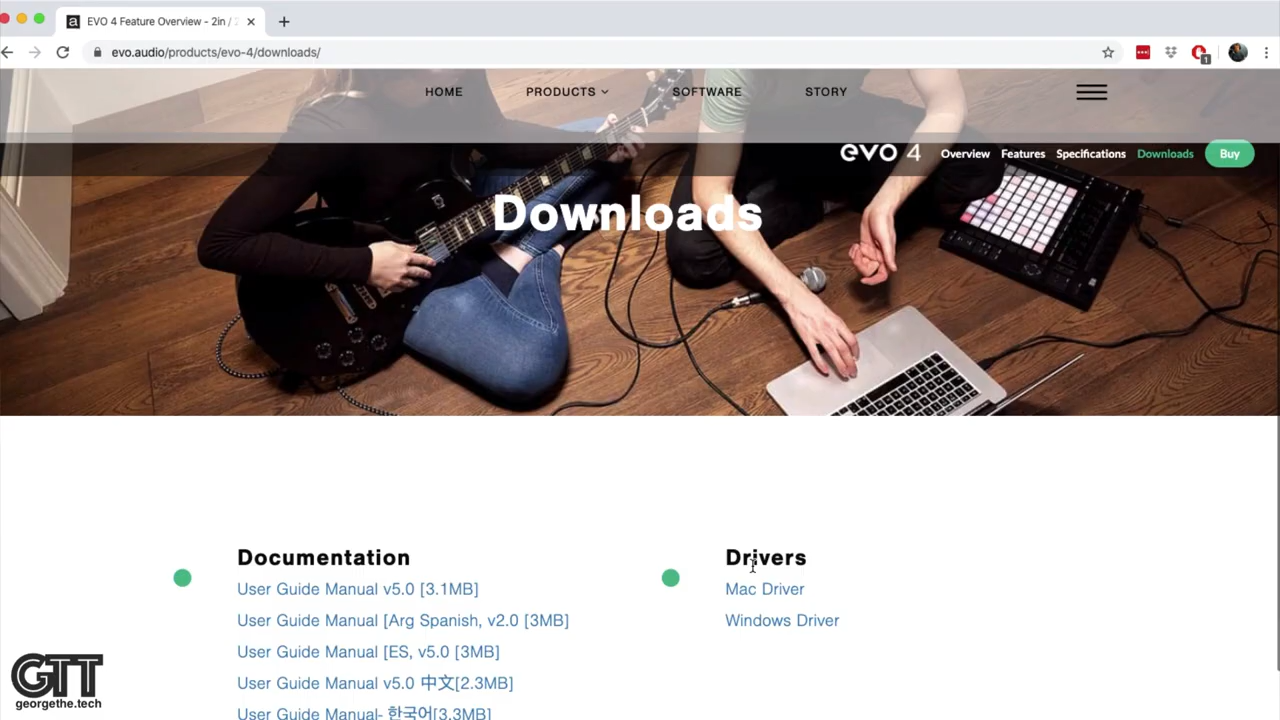 EVO 4 Feature Overview - 2in / 2
evo.audio/products/evo-4/downloads/
1
HOME
PRODUCTS
SOFTWARE
STORY
evo 4
Overview
Features
Specifications
Downloads
Buy
Downloads
Documentation
User Guide Manual v5.0 [3.1MB]
User Guide Manual [Arg Spanish, v2.0 [3MB]
User Guide Manual [ES, v5.0 [3MB]
User Guide Manual v5.0 中文[2.3MB]
User Guide Manual- 한국어[3.3MB]
Drivers
Mac Driver
Windows Driver
GTT
georgethe.tech